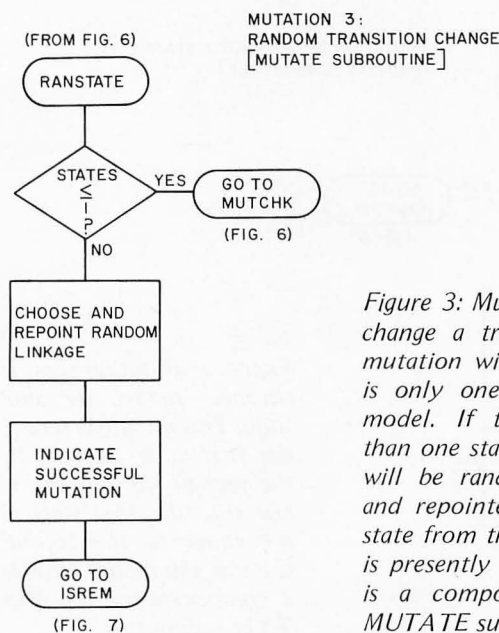 MUTATION 3:
RANDOM TRANSITION CHANGE
[MUTATE SUBROUTINE]
(FROM FIG. 6)
RANSTATE
STATES
≤
1
?
YES
GO TO
MUTCHK
(FIG. 6)
NO
CHOOSE AND
REPOINT RANDOM
LINKAGE
INDICATE
SUCCESSFUL
MUTATION
GO TO
ISREM
(FIG. 7)
Figure 3: Mu
change a tr
mutation wi
is only one
model. If t
than one sta
will be rand
and repointe
state from th
is presently
is a compo
MUTATE su